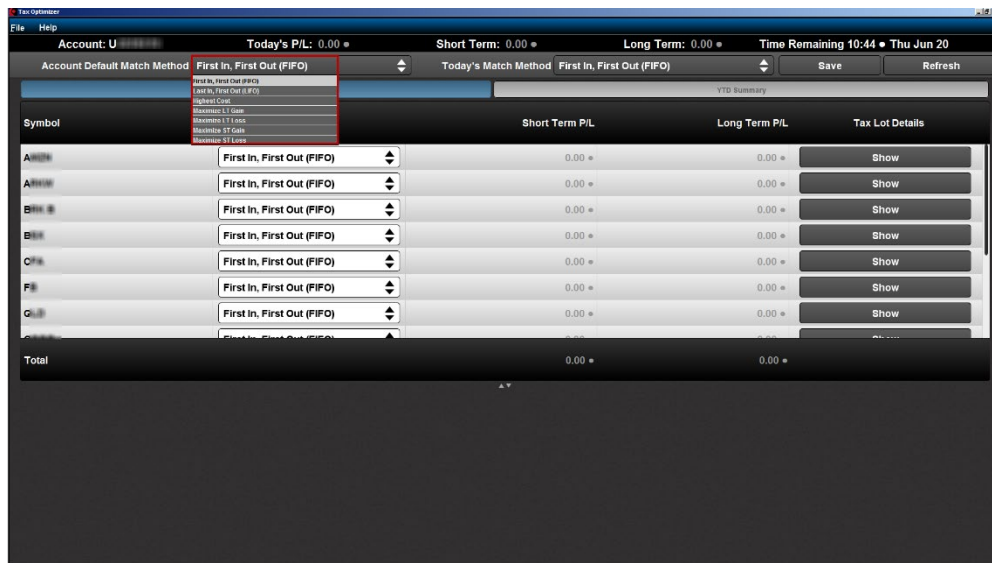 Tax Optimizer
File Help
Account: U Today's P/L: 0.00 Short Term: 0.00 Long Term: 0.00 Time Remaining 10:44 • Thu Jun 20
Account Default Match Method First In, First Out (FIFO) Today's Match Method First In, First Out (FIFO) Save Refresh
First In, First Out (FIFO)
Last In, First Out (LIFO)
Highest Cost
Maximize LT Gain
Maximize LT Loss
Maximize ST Gain
Maximize ST Loss
YTD Summary
Symbol Short Term P/L Long Term P/L Tax Lot Details
A First In, First Out (FIFO) 0.00 0.00 Show
A First In, First Out (FIFO) 0.00 0.00 Show
B First In, First Out (FIFO) 0.00 0.00 Show
B First In, First Out (FIFO) 0.00 0.00 Show
C First In, First Out (FIFO) 0.00 0.00 Show
F First In, First Out (FIFO) 0.00 0.00 Show
G First In, First Out (FIFO) 0.00 0.00 Show
Total 0.00 0.00